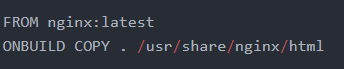 FROM nginx:latest
ONBUILD COPY . /usr/share/nginx/html